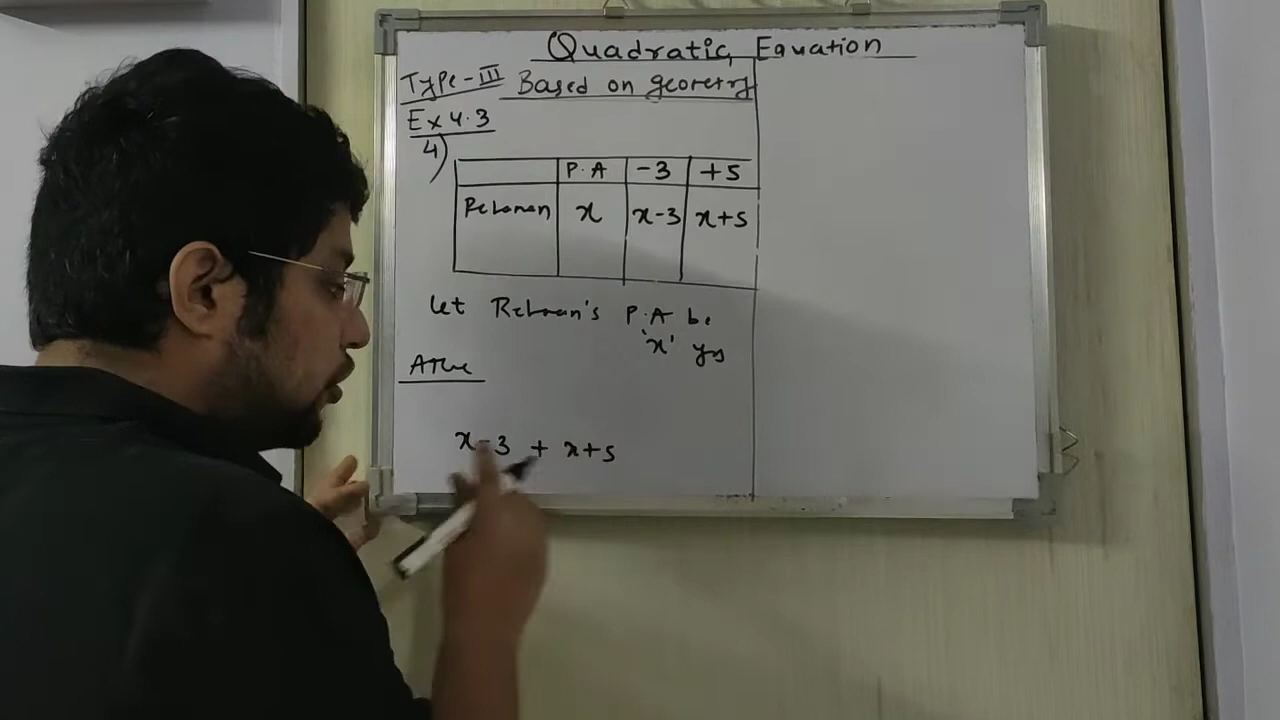 Quadratic Equation
Type-III Based on geometry
Ex 4.3
4)
P.A -3 +5
Rehman x x-3 x+5
Let Rehman's P.A be
'x' yrs
ATQ
x-3 + x+5